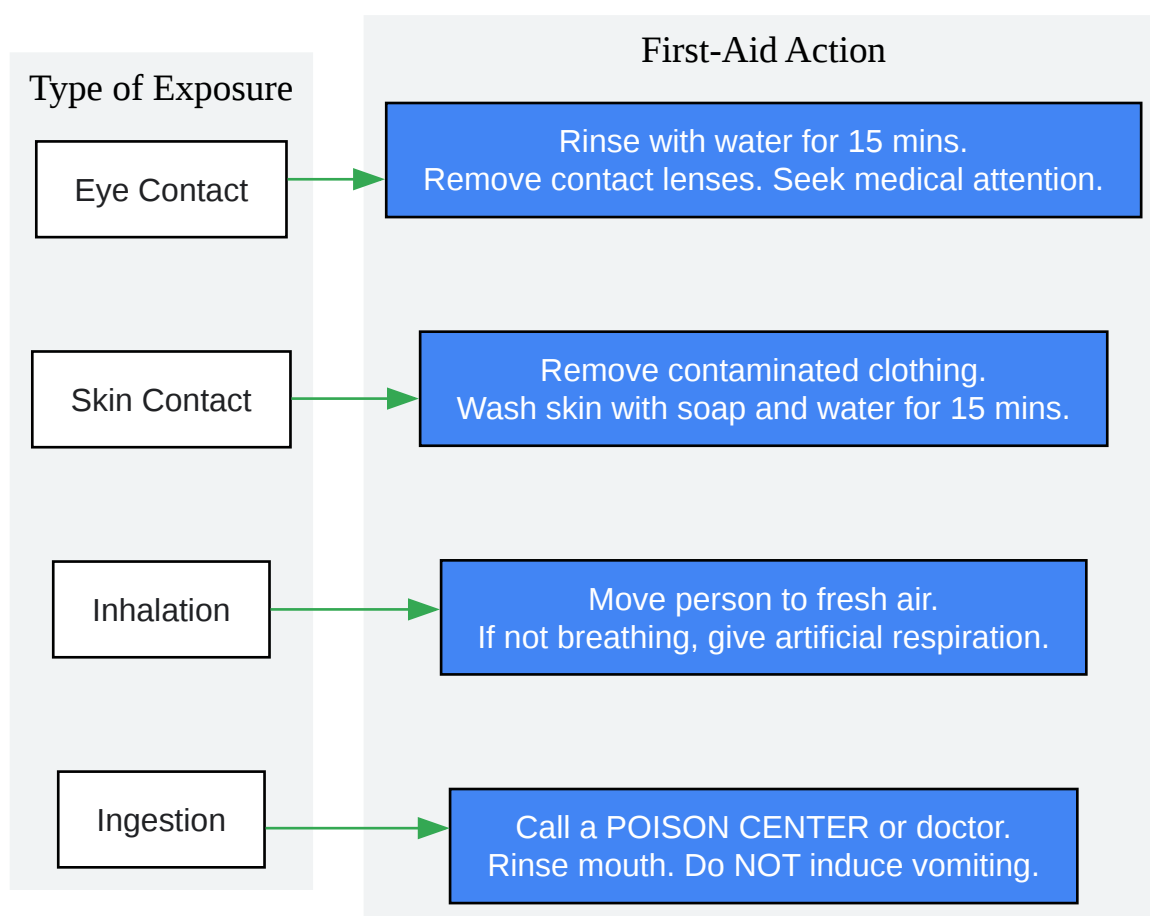 First-Aid Action
Type of Exposure
Eye Contact
Rinse with water for 15 mins.
Remove contact lenses. Seek medical attention.
Skin Contact
Remove contaminated clothing.
Wash skin with soap and water for 15 mins.
Inhalation
Move person to fresh air.
If not breathing, give artificial respiration.
Ingestion
Call a POISON CENTER or doctor.
Rinse mouth. Do NOT induce vomiting.